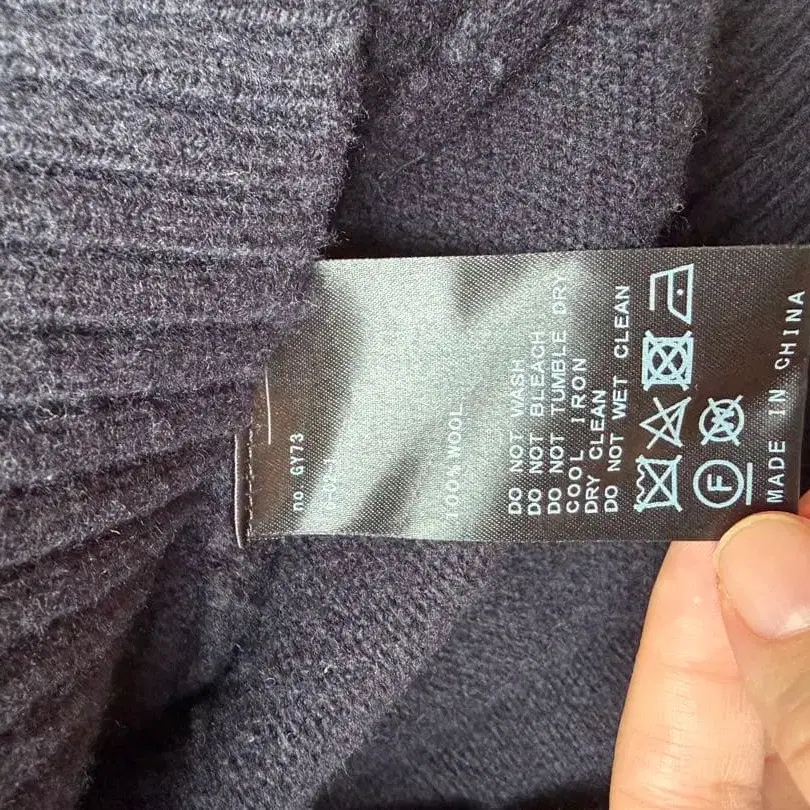 no GY73
100% WOOL
DO NOT WASH
DO NOT BLEACH
DO NOT TUMBLE DRY
COOL IRON
DRY CLEAN
DO NOT WET CLEAN
F
W
MADE IN CHINA